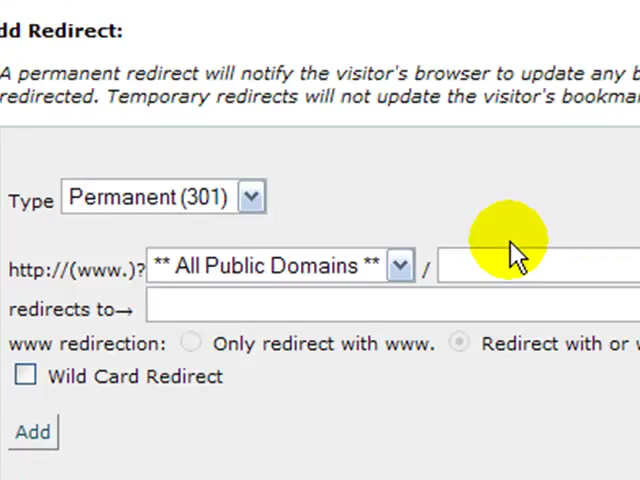 dd Redirect:
A permanent redirect will notify the visitor's browser to update any b
redirected. Temporary redirects will not update the visitor's bookma
Type Permanent (301)
http://(www.)? ** All Public Domains ** /
redirects to→
www redirection: Only redirect with www. Redirect with or w
Wild Card Redirect
Add